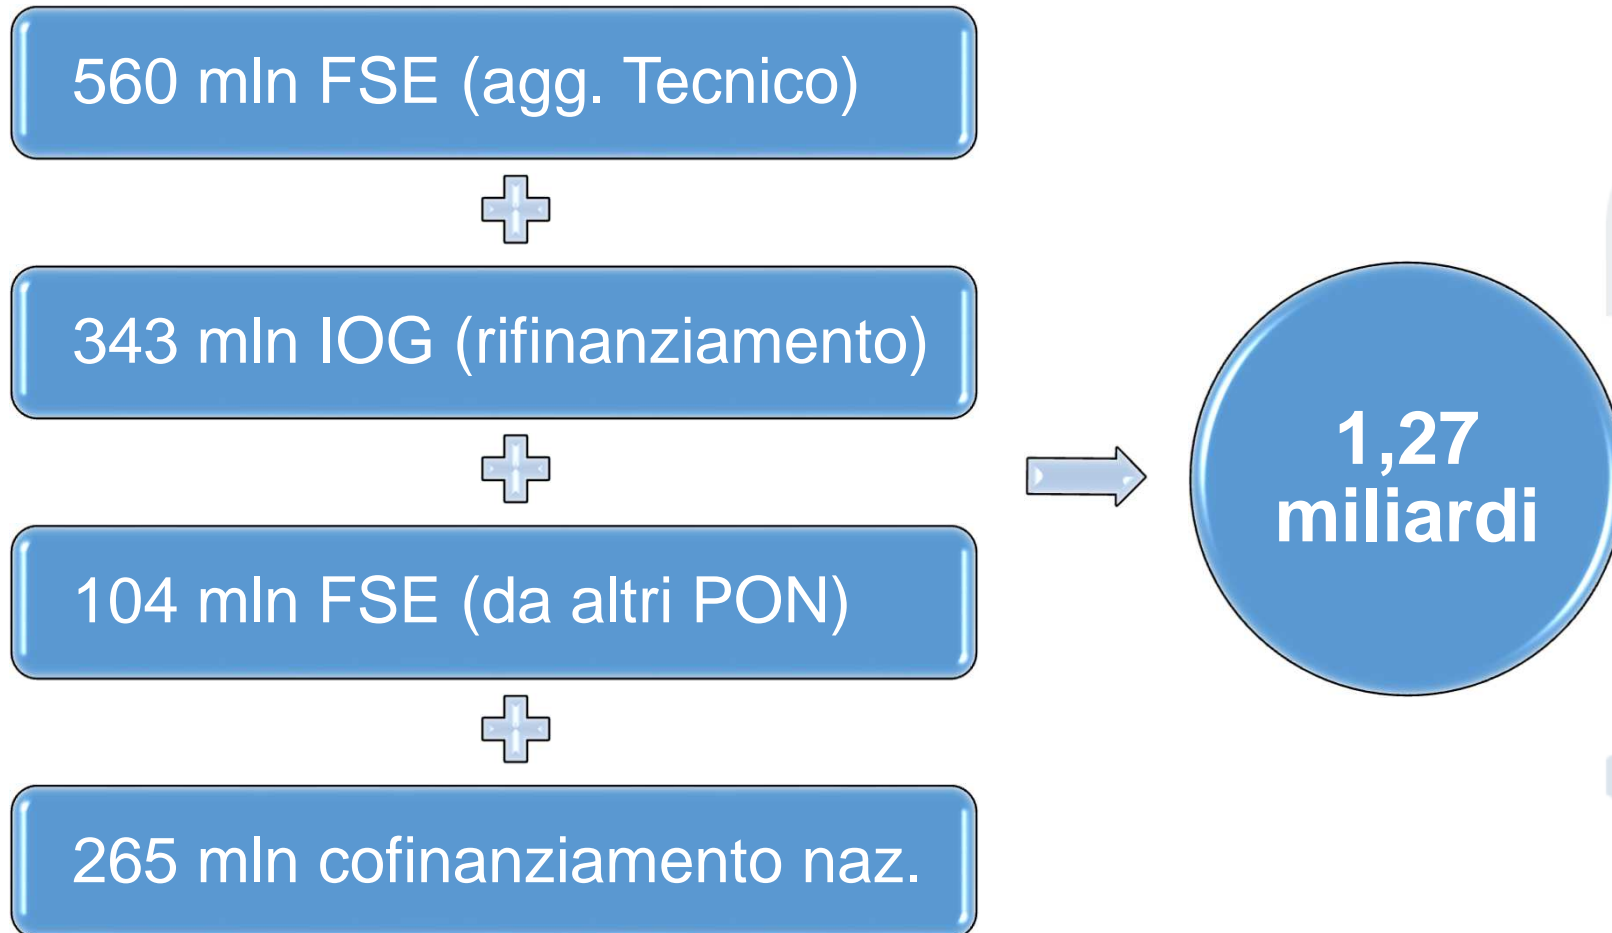 560 mln FSE (agg. Tecnico)
343 mln IOG (rifinanziamento)
104 mln FSE (da altri PON)
265 mln cofinanziamento naz.
1,27
miliardi